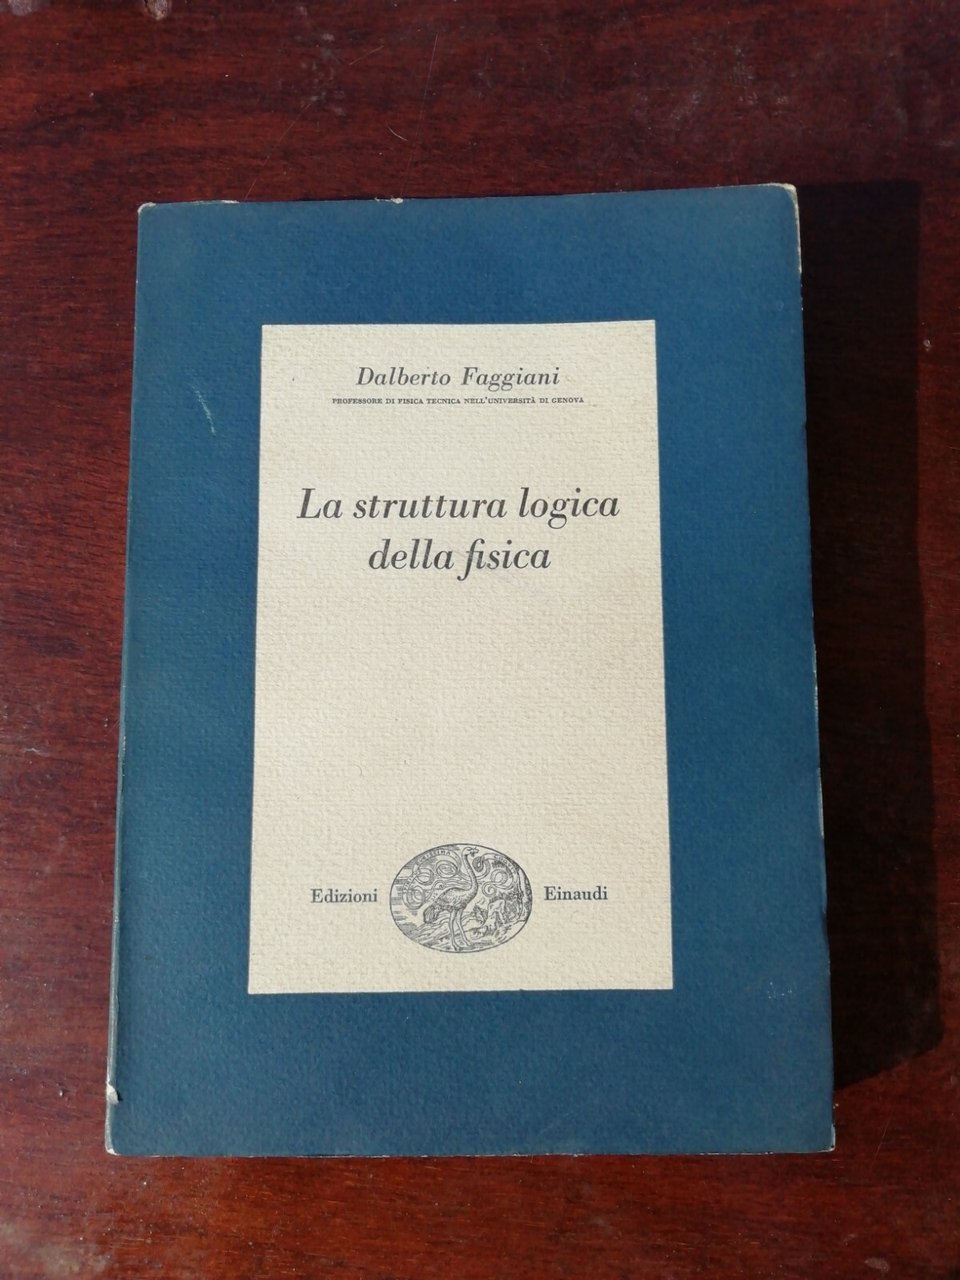 Dalberto Faggiani
PROFESSORE DI FISICA TECNICA NELL'UNIVERSITÀ DI GENOVA
La struttura logica
della fisica
Edizioni Einaudi